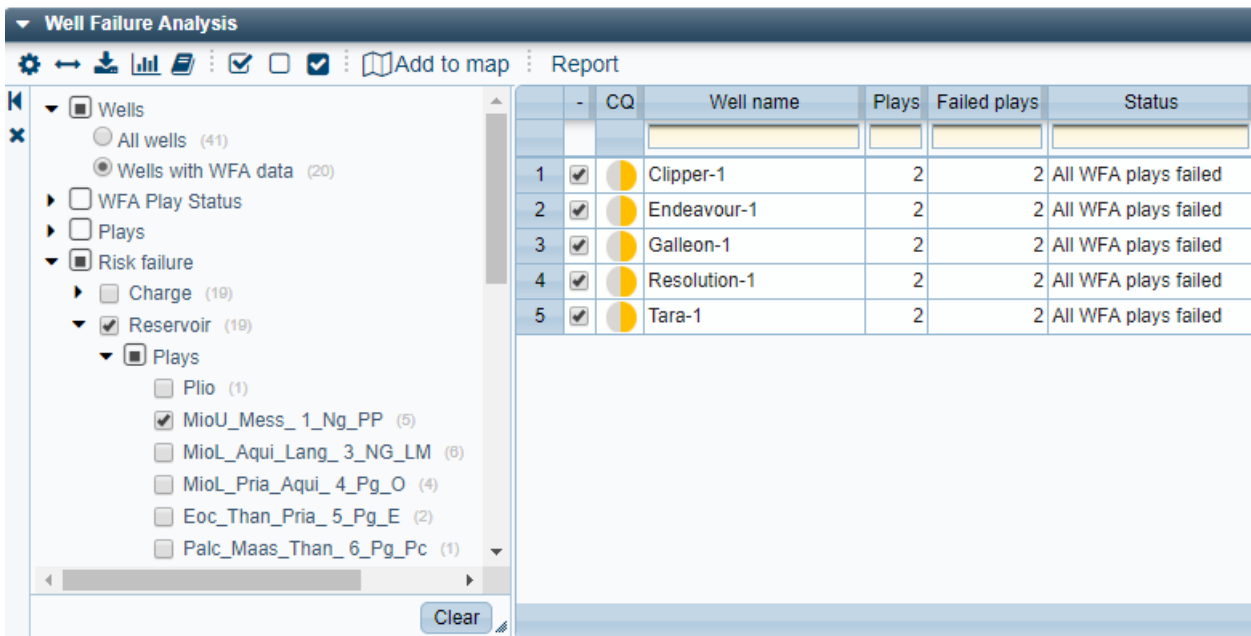 Well Failure Analysis
Add to map Report
Wells
All wells (41)
Wells with WFA data (20)
WFA Play Status
Plays
Risk failure
Charge (19)
Reservoir (19)
Plays
Plio (1)
MioU_Mess_ 1_Ng_PP (5)
MioL_Aqui_Lang_ 3_NG_LM (6)
MioL_Pria_Aqui_ 4_Pg_O (4)
Eoc_Than_Pria_ 5_Pg_E (2)
Palc_Maas_Than_ 6_Pg_Pc (1)
Clear
- CQ Well name Plays Failed plays Status
1 Clipper-1 2 2 All WFA plays failed
2 Endeavour-1 2 2 All WFA plays failed
3 Galleon-1 2 2 All WFA plays failed
4 Resolution-1 2 2 All WFA plays failed
5 Tara-1 2 2 All WFA plays failed